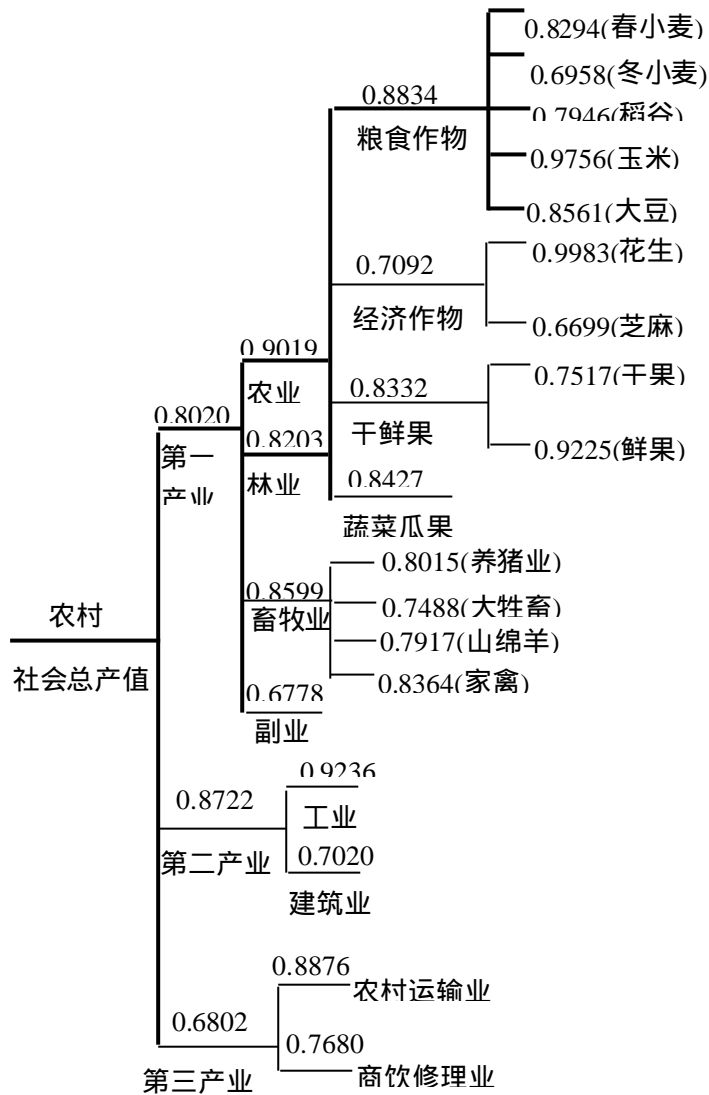 0.8294(春小麦)
0.6958(冬小麦)
0.8834
0.7946(稻谷)
粮食作物
0.9756(玉米)
0.8561(大豆)
0.9983(花生)
0.7092
经济作物
0.6699(芝麻)
0.9019
0.7517(干果)
农业
0.8332
0.8020
干鲜果
0.8203
0.9225(鲜果)
第一
产业
林业
0.8427
蔬菜瓜果
0.8015(养猪业)
0.8599
0.7488(大牲畜)
农村
畜牧业
0.7917(山绵羊)
社会总产值
0.8364(家禽)
0.6778
副业
0.9236
0.8722
工业
第二产业
0.7020
建筑业
0.8876
农村运输业
0.6802
0.7680
第三产业
商饮修理业